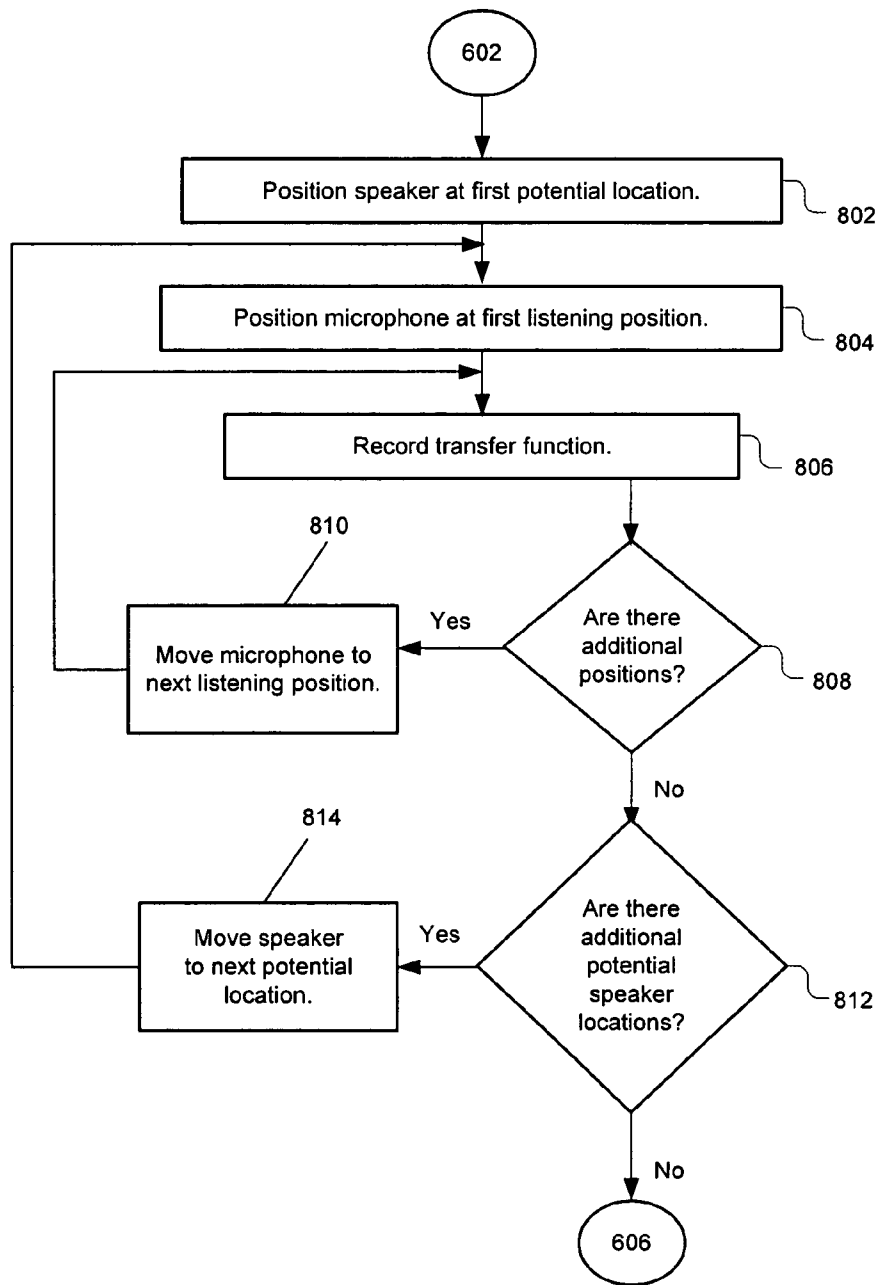 602
Position speaker at first potential location.
802
Position microphone at first listening position.
804
Record transfer function.
806
810
Yes
Are there
additional
positions?
808
Move microphone to
next listening position.
No
814
Yes
Are there
additional
potential
speaker
locations?
812
Move speaker
to next potential
location.
No
606